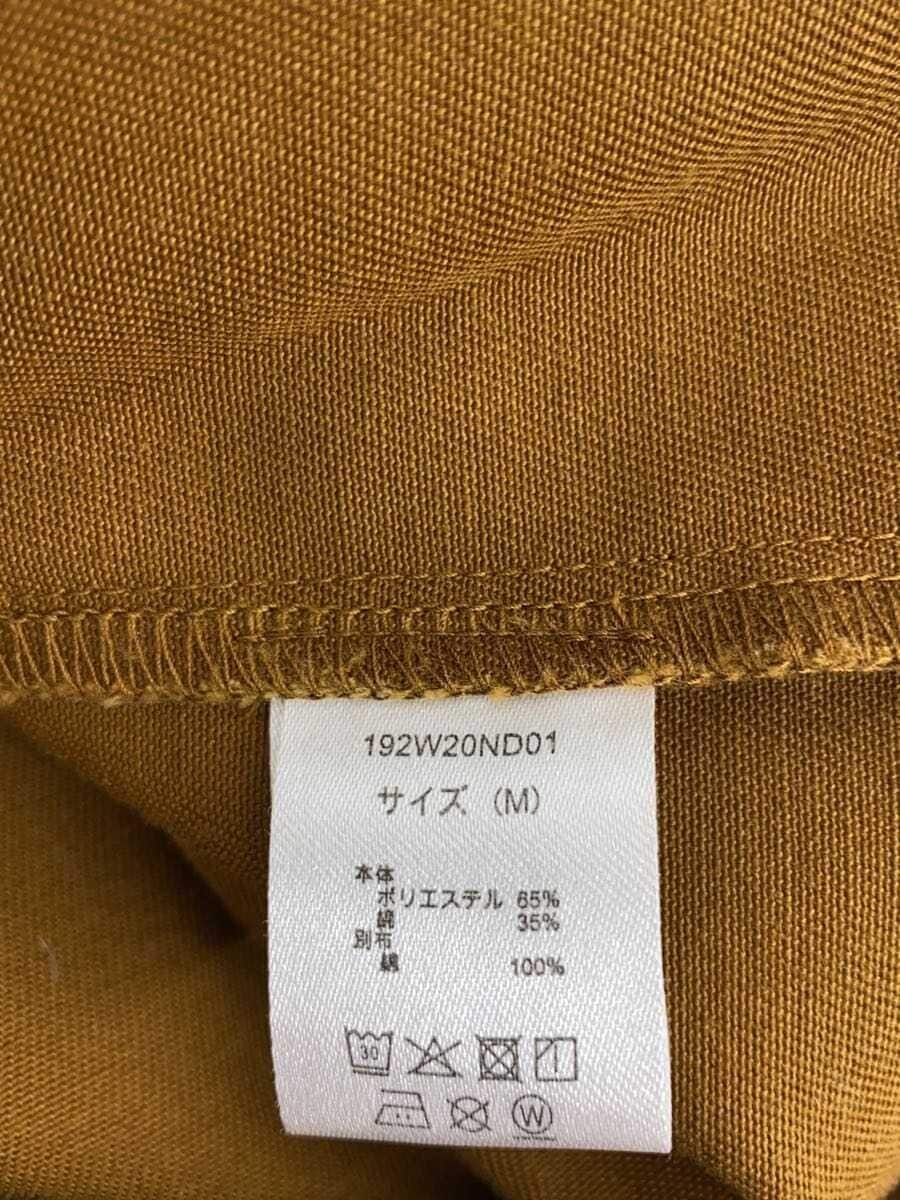 192W20ND01
サイズ（M）
本体
ポリエステル 65%
綿 35%
別布
綿 100%
30
W